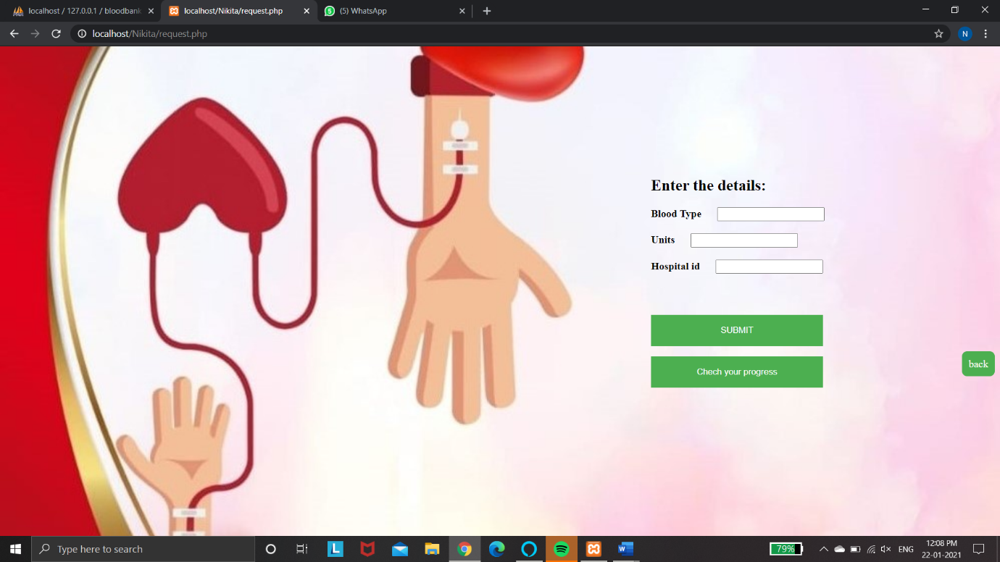 localhost / 127.0.0.1 / bloodbank
localhost/Nikita/request.php
5
(5) WhatsApp
localhost/Nikita/request.php
N
Enter the details:
Blood Type
Units
Hospital id
SUBMIT
Chech your progress
back
Type here to search
L
W
79%
ENG
12:08 PM
22-01-2021